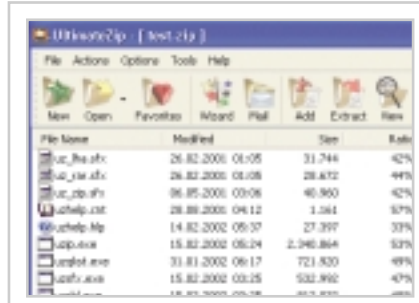 UltimateZip - [ test.zip ]
File Actions Options Tools Help
New Open Favorites Wizard Mail Add Extract View
File Name Modified Size Ratio
uz_lha.sfx 26.02.2001 01:05 31.744 42%
uz_rar.sfx 26.02.2001 01:05 28.672 44%
uz_zip.sfx 06.05.2001 03:06 40.960 42%
uzhelp.cnt 28.08.2001 04:12 1.161 57%
uzhelp.hlp 14.02.2002 05:37 27.397 33%
uzip.exe 15.02.2002 05:24 2.340.864 53%
31.01.2002 06:17 721.920 49%
uzsfx.exe 15.02.2002 03:25 532.992 47%